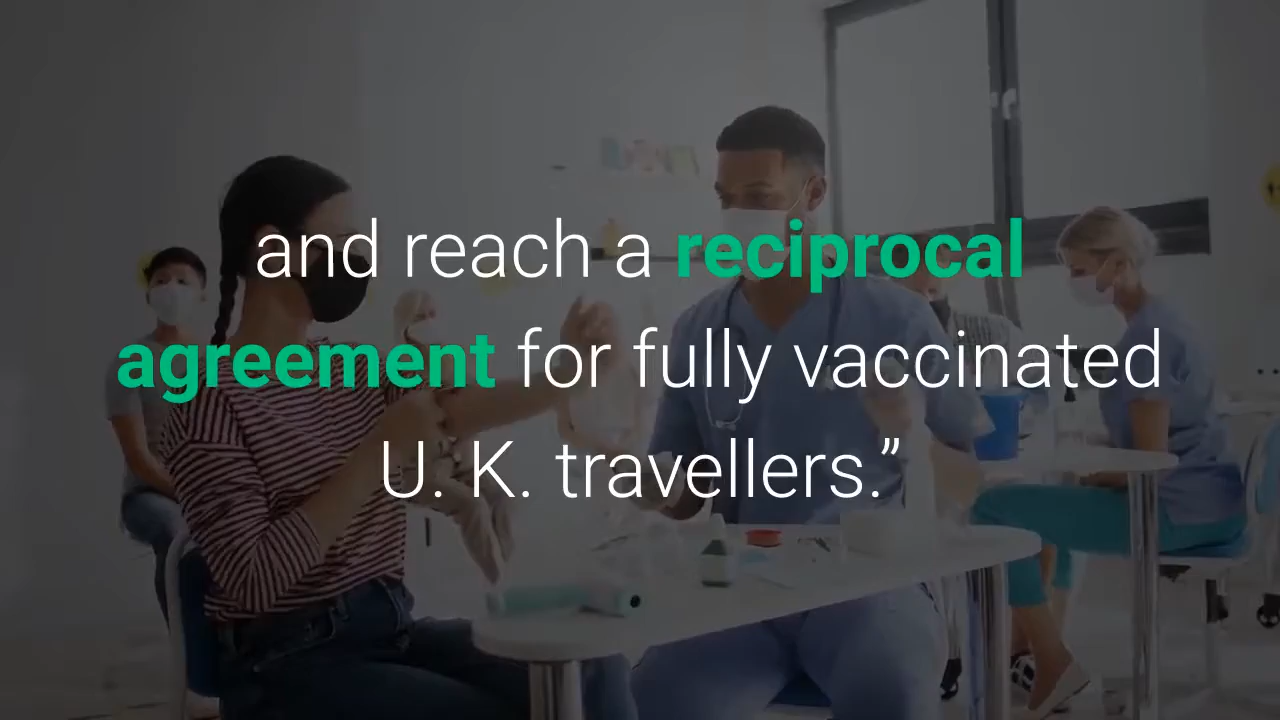 and reach a reciprocal
agreement for fully vaccinated
U. K. travellers.”